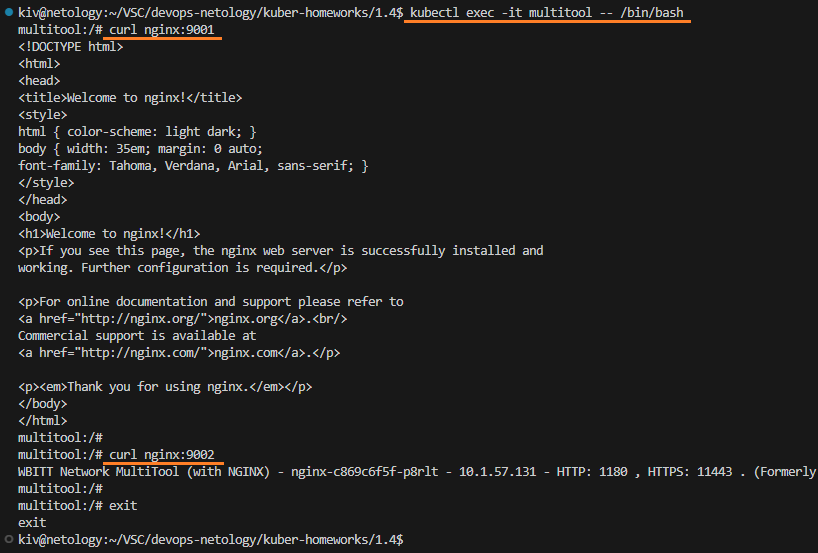 kiv@netology:~/VSC/devops-netology/kuber-homeworks/1.4$ kubectl exec -it multitool -- /bin/bash
multitool:/# curl nginx:9001
<!DOCTYPE html>
<html>
<head>
<title>Welcome to nginx!</title>
<style>
html { color-scheme: light dark; }
body { width: 35em; margin: 0 auto;
font-family: Tahoma, Verdana, Arial, sans-serif; }
</style>
</head>
<body>
<h1>Welcome to nginx!</h1>
<p>If you see this page, the nginx web server is successfully installed and
working. Further configuration is required.</p>

<p>For online documentation and support please refer to
<a href="http://nginx.org/">nginx.org</a>.<br/>
Commercial support is available at
<a href="http://nginx.com/">nginx.com</a>.</p>

<p><em>Thank you for using nginx.</em></p>
</body>
</html>
multitool:/#
multitool:/# curl nginx:9002
WBITT Network MultiTool (with NGINX) - nginx-c869c6f5f-p8rlt - 10.1.57.131 - HTTP: 1180 , HTTPS: 11443 . (Formerly
multitool:/#
multitool:/# exit
exit
kiv@netology:~/VSC/devops-netology/kuber-homeworks/1.4$